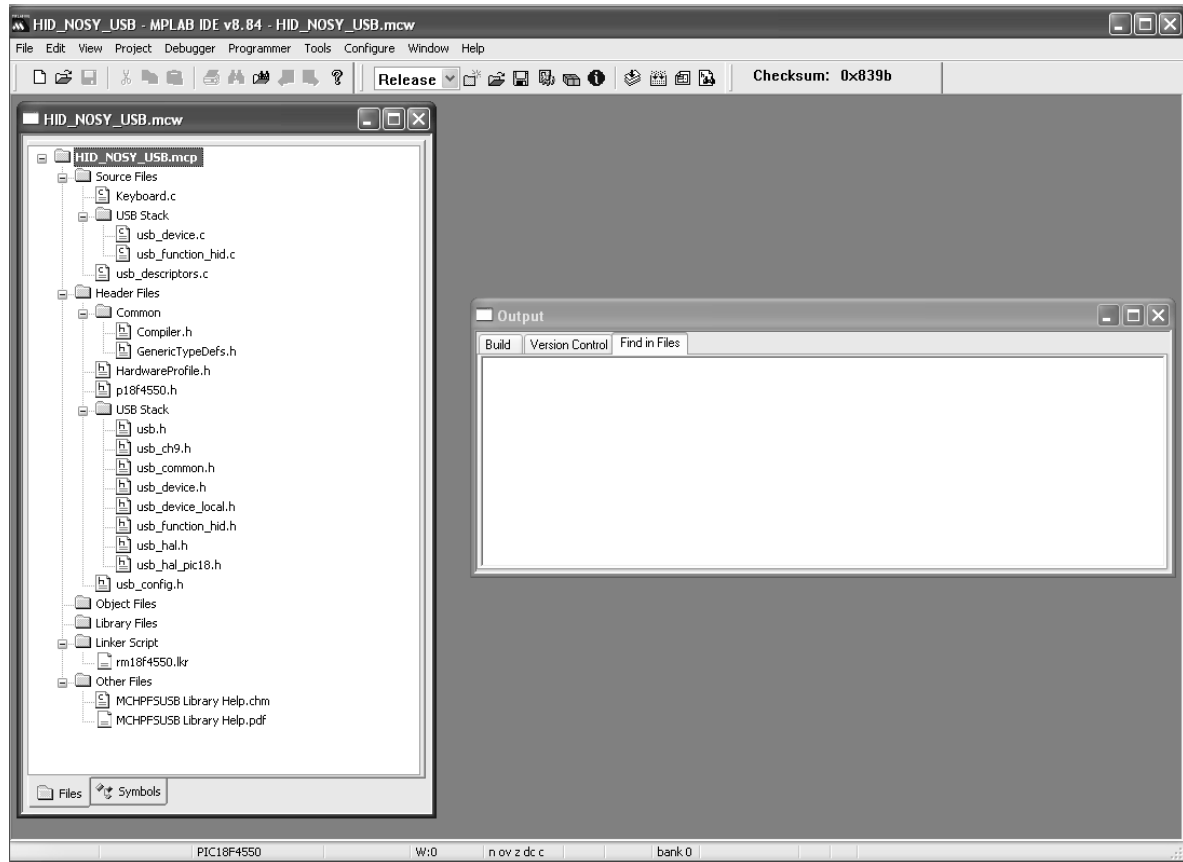 HID_NOSY_USB - MPLAB IDE v8.84 - HID_NOSY_USB.mcw
File Edit View Project Debugger Programmer Tools Configure Window Help
Release Checksum: 0x839b
HID_NOSY_USB.mcw
HID_NOSY_USB.mcp
Source Files
Keyboard.c
USB Stack
usb_device.c
usb_function_hid.c
usb_descriptors.c
Header Files
Common
Compiler.h
GenericTypeDefs.h
HardwareProfile.h
p18f4550.h
USB Stack
usb.h
usb_ch9.h
usb_common.h
usb_device.h
usb_device_local.h
usb_function_hid.h
usb_hal.h
usb_hal_pic18.h
usb_config.h
Object Files
Library Files
Linker Script
rm18f4550.lkr
Other Files
MCHPFSUSB Library Help.chm
MCHPFSUSB Library Help.pdf
Files Symbols
Output
Build Version Control Find in Files
PIC18F4550 W:0 n ov z dc c bank 0